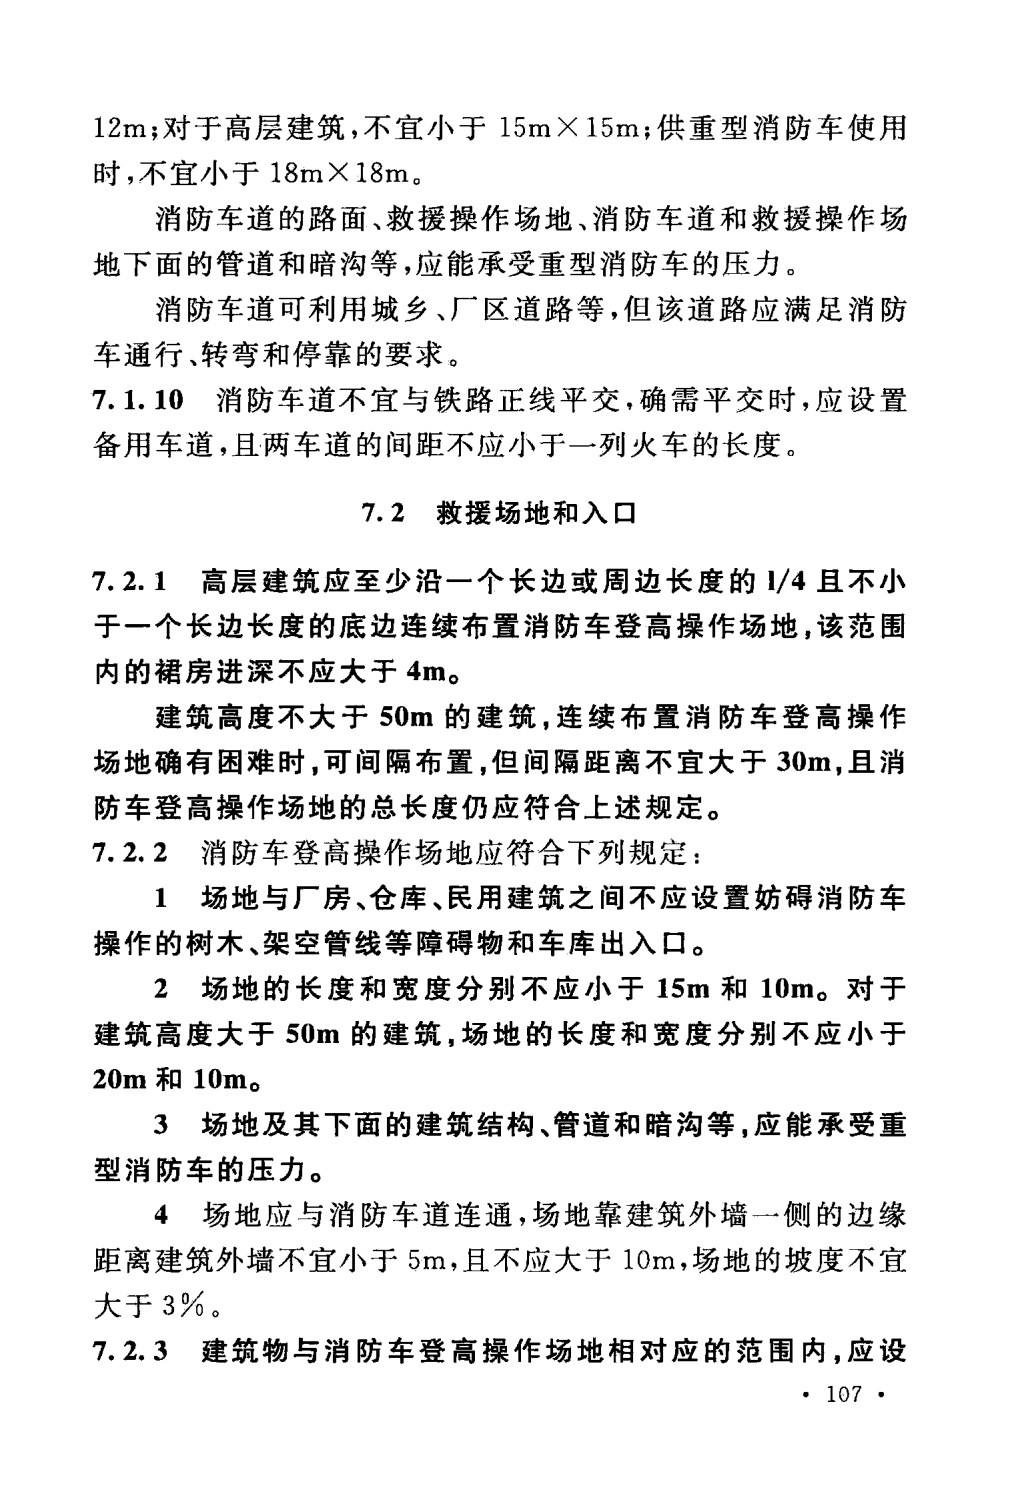 12m;对于高层建筑,不宜小于 15m×15m;供重型消防车使用
时,不宜小于 18m×18m。
消防车道的路面、救援操作场地、消防车道和救援操作场
地下面的管道和暗沟等,应能承受重型消防车的压力。
消防车道可利用城乡、厂区道路等,但该道路应满足消防
车通行、转弯和停靠的要求。
7.1.10 消防车道不宜与铁路正线平交,确需平交时,应设置
备用车道,且两车道的间距不应小于一列火车的长度。
7.2 救援场地和入口
7.2.1 高层建筑应至少沿一个长边或周边长度的 1/4 且不小
于一个长边长度的底边连续布置消防车登高操作场地,该范围
内的裙房进深不应大于 4m。
建筑高度不大于 50m 的建筑,连续布置消防车登高操作
场地确有困难时,可间隔布置,但间隔距离不宜大于 30m,且消
防车登高操作场地的总长度仍应符合上述规定。
7.2.2 消防车登高操作场地应符合下列规定:
1 场地与厂房、仓库、民用建筑之间不应设置妨碍消防车
操作的树木、架空管线等障碍物和车库出入口。
2 场地的长度和宽度分别不应小于 15m 和 10m。对于
建筑高度大于 50m 的建筑,场地的长度和宽度分别不应小于
20m 和 10m。
3 场地及其下面的建筑结构、管道和暗沟等,应能承受重
型消防车的压力。
4 场地应与消防车道连通,场地靠建筑外墙一侧的边缘
距离建筑外墙不宜小于 5m,且不应大于 10m,场地的坡度不宜
大于 3%。
7.2.3 建筑物与消防车登高操作场地相对应的范围内,应设
· 107 ·